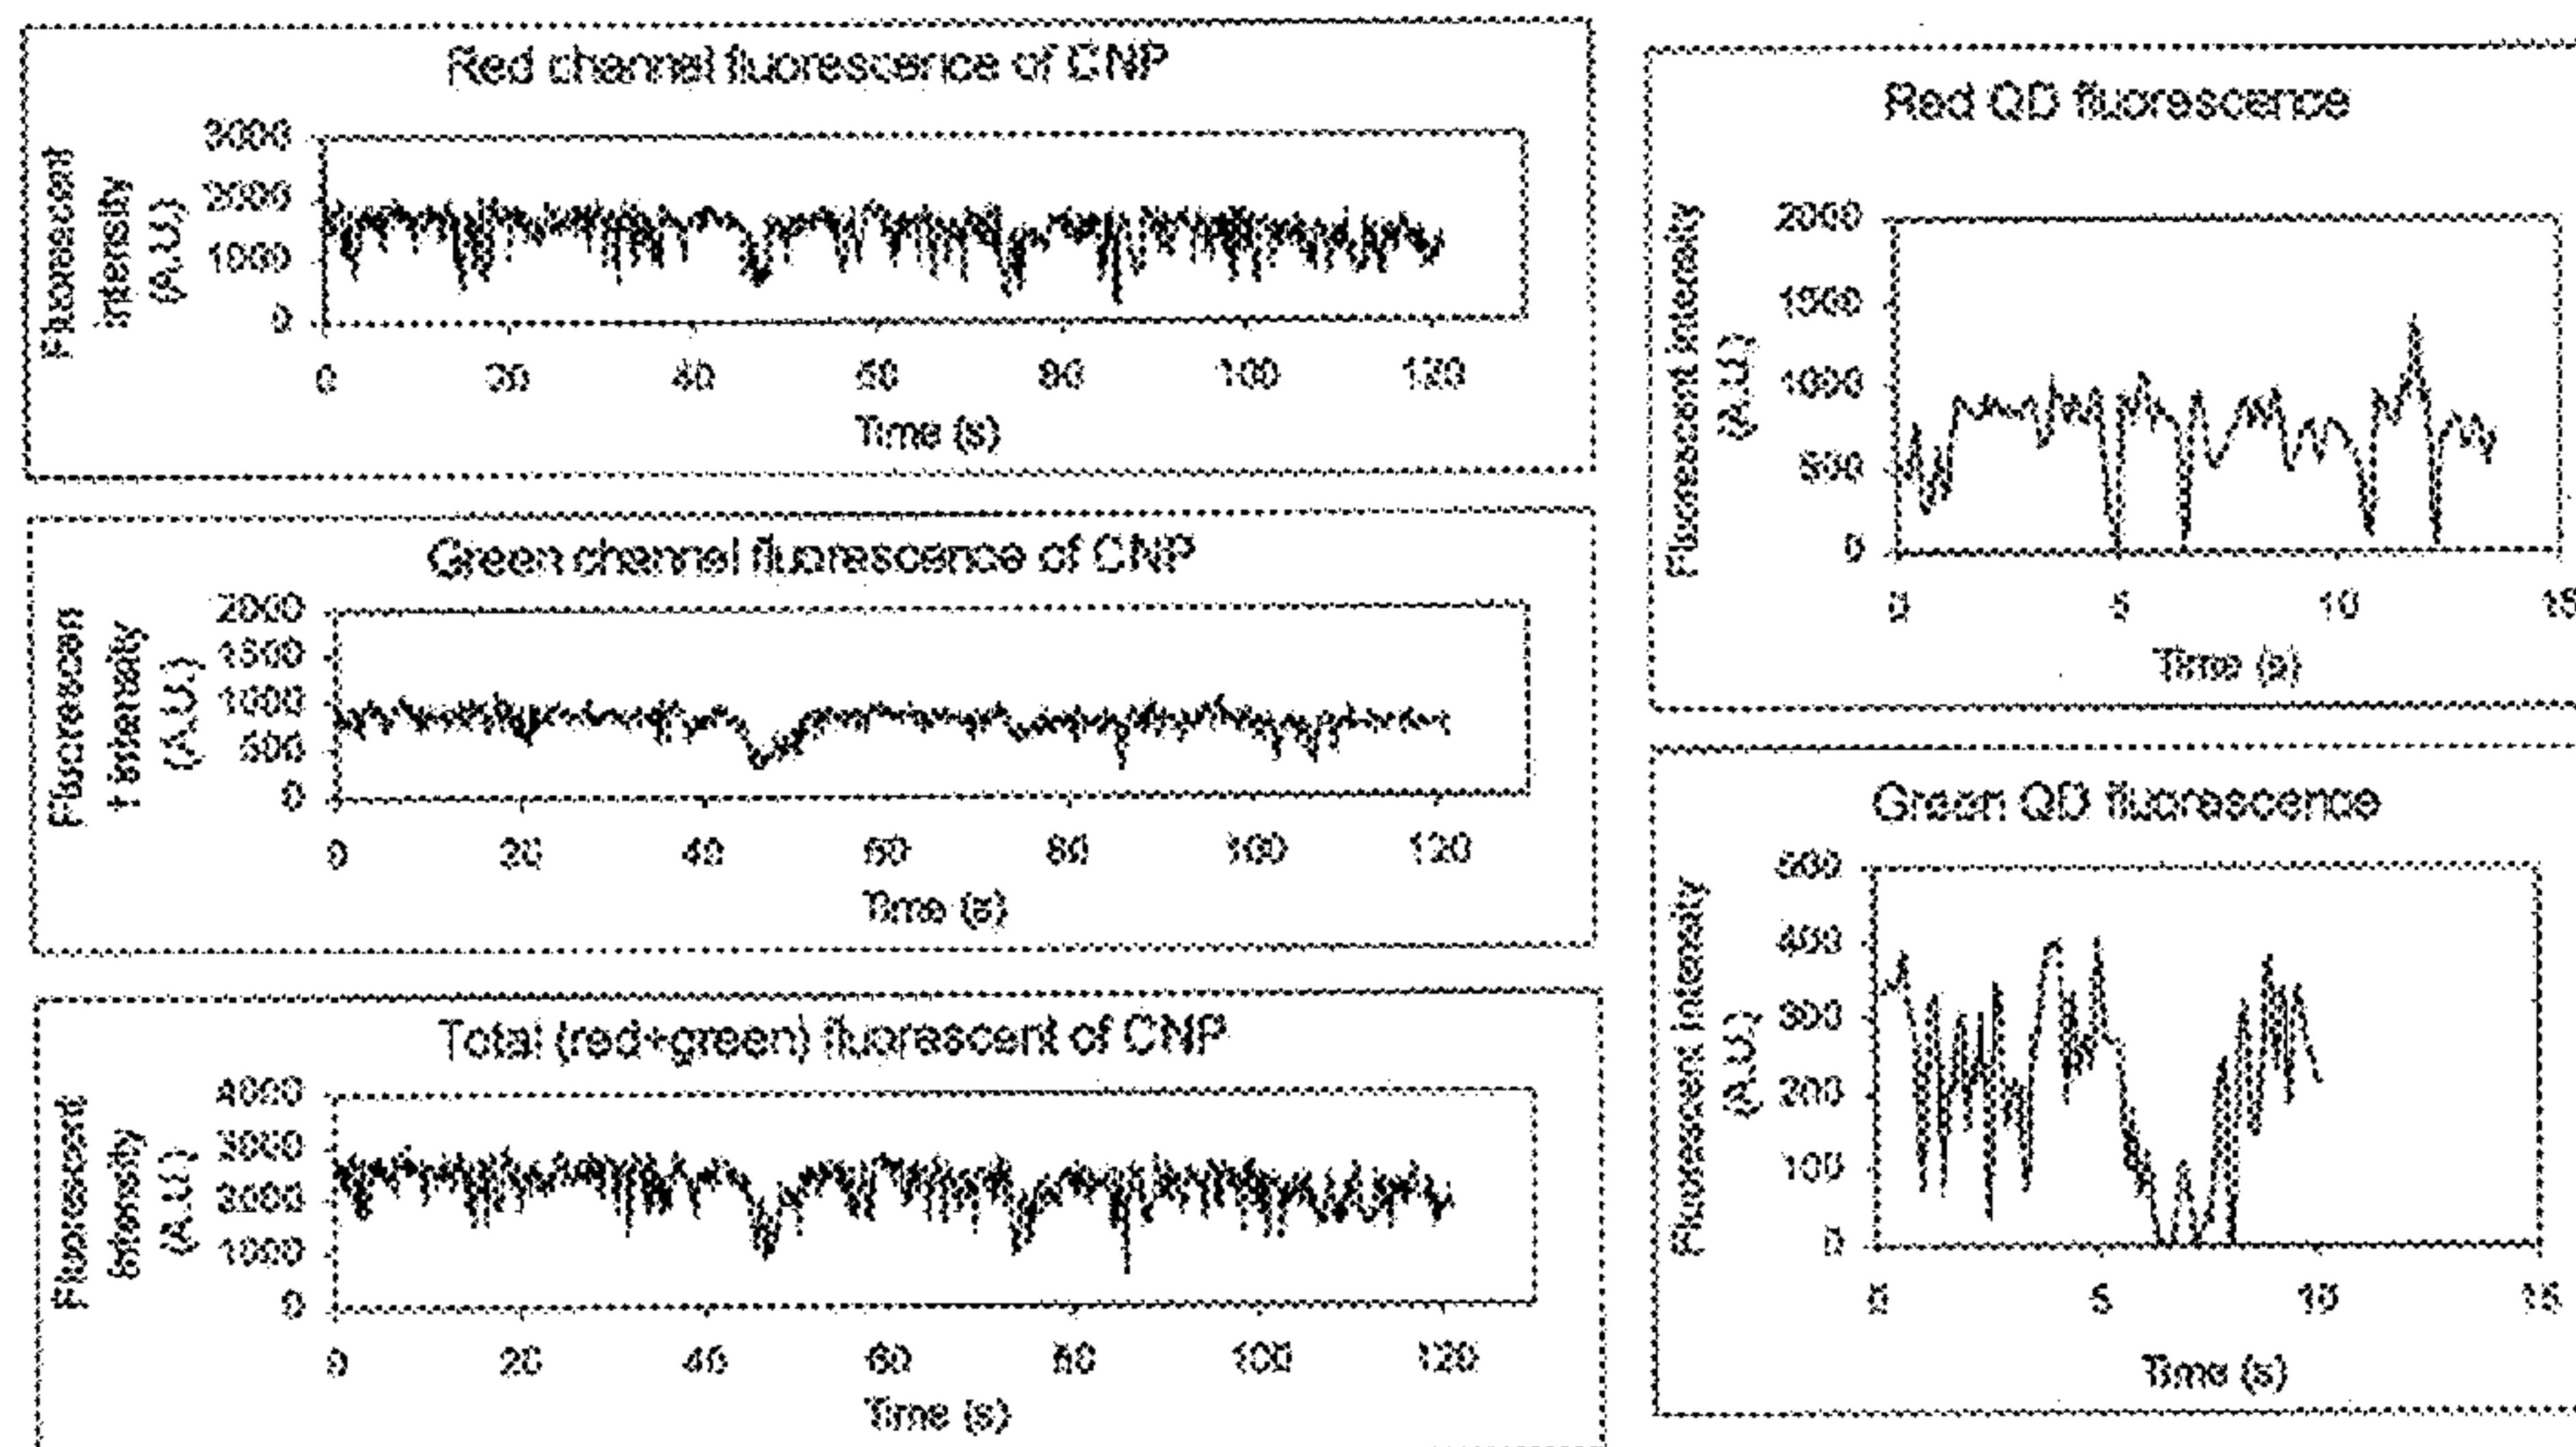 Red channel fluorescence of CNP
Fluorescent
intensity
(A.U.)
3000
2000
1000
0
0 20 40 60 80 100 120
Time (s)
Green channel fluorescence of CNP
Fluorescen
t intensity
(A.U.)
2000
1500
1000
500
0
0 20 40 60 80 100 120
Time (s)
Total (red+green) fluorescent of CNP
Fluorescent
intensity
(A.U.)
4000
3000
2000
1000
0
0 20 40 60 80 100 120
Time (s)
Red QD fluorescence
Fluorescent intensity
(A.U.)
2000
1500
1000
500
0
0 5 10 15
Time (s)
Green QD fluorescence
Fluorescent intensity
(A.U.)
500
400
300
200
100
0
0 5 10 15
Time (s)